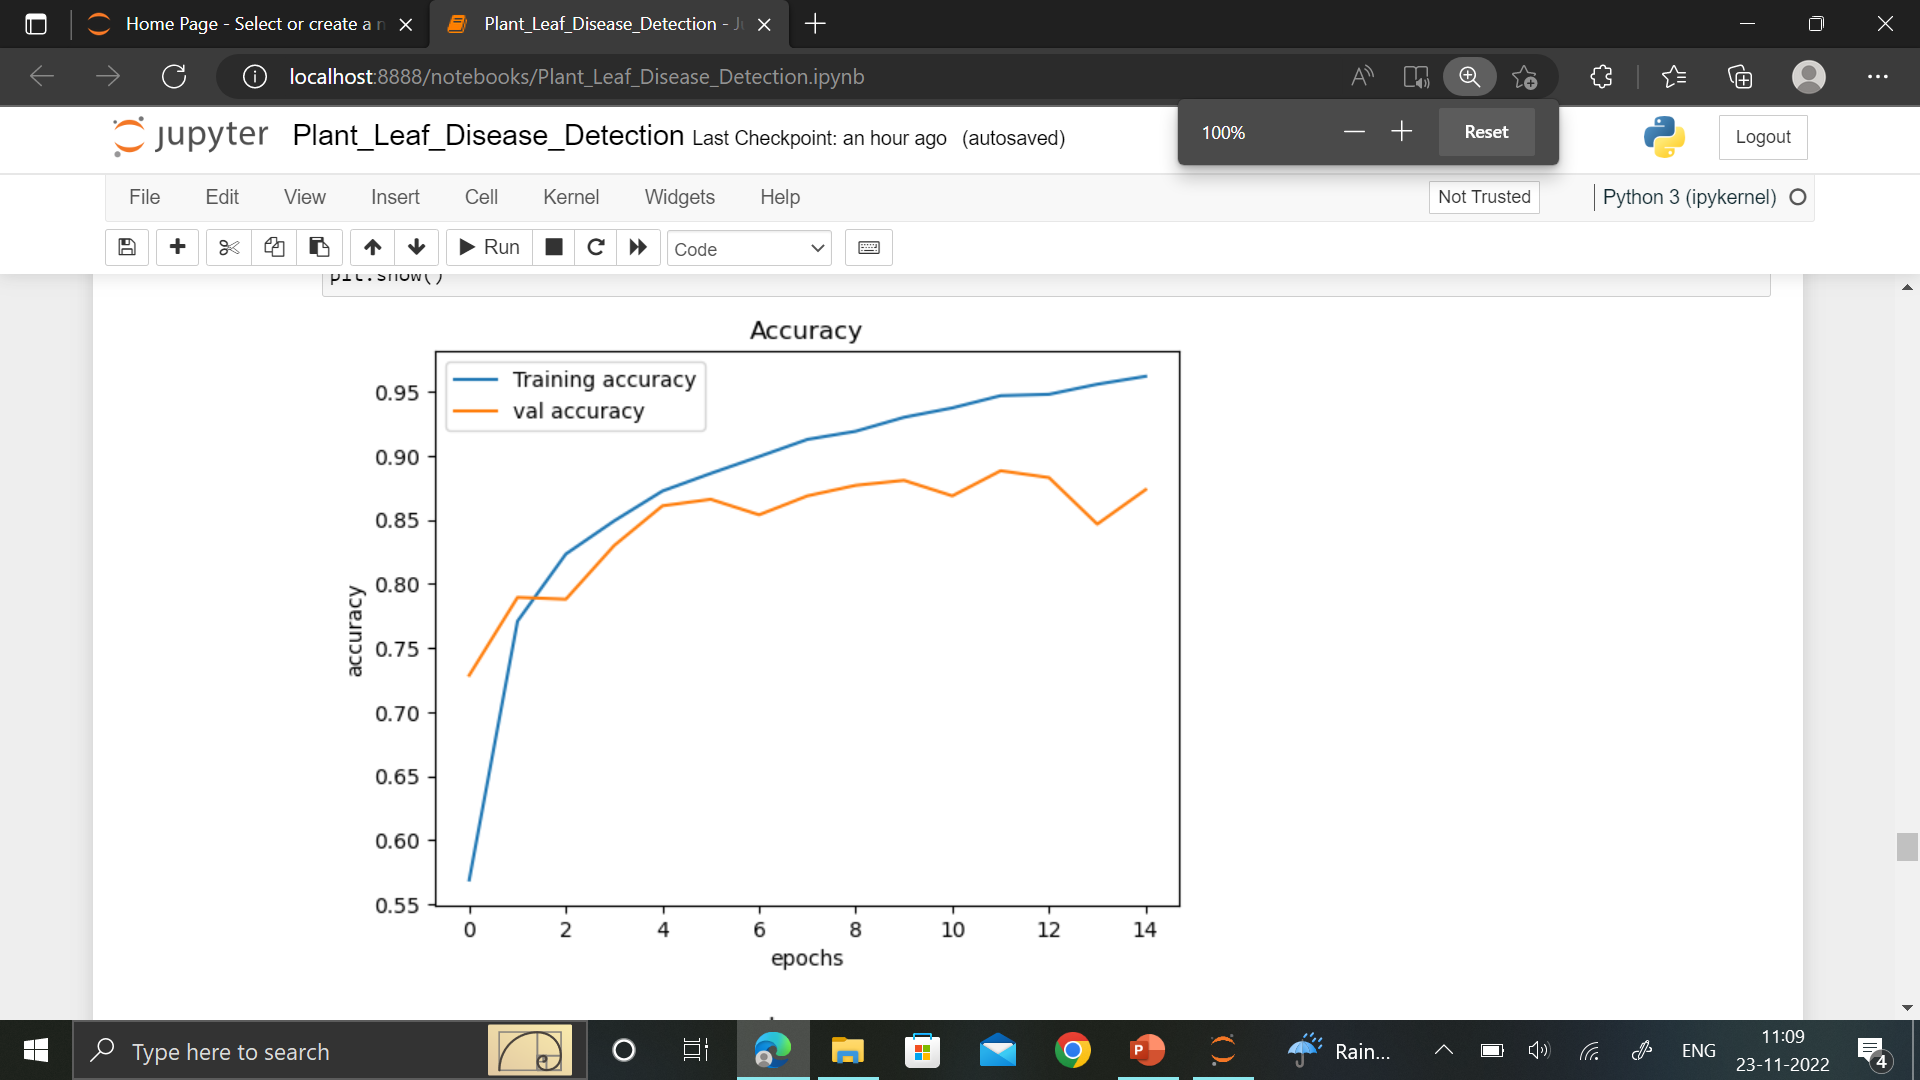 Home Page - Select or create a n
Plant_Leaf_Disease_Detection - Ju
localhost:8888/notebooks/Plant_Leaf_Disease_Detection.ipynb
100%
Reset
jupyter Plant_Leaf_Disease_Detection Last Checkpoint: an hour ago (autosaved)
Logout
File Edit View Insert Cell Kernel Widgets Help
Not Trusted
Python 3 (ipykernel)
Run
Code
plt.show()
Accuracy
Training accuracy
val accuracy
accuracy
0.95
0.90
0.85
0.80
0.75
0.70
0.65
0.60
0.55
0 2 4 6 8 10 12 14
epochs
Type here to search
Rain...
ENG
11:09
23-11-2022
4